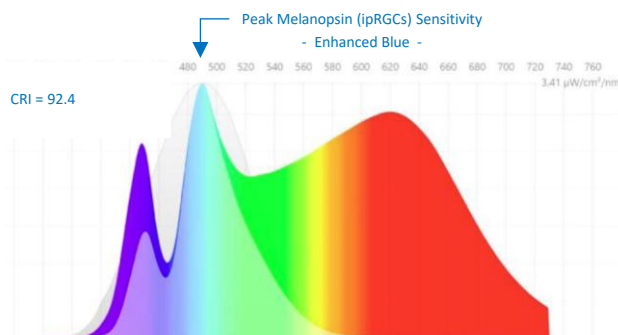 Peak Melanopsin (ipRGCs) Sensitivity
- Enhanced Blue -
480 500 520 540 560 580 600 620 640 660 680 700 720 740 760
3.41 μW/cm²/nm
CRI = 92.4